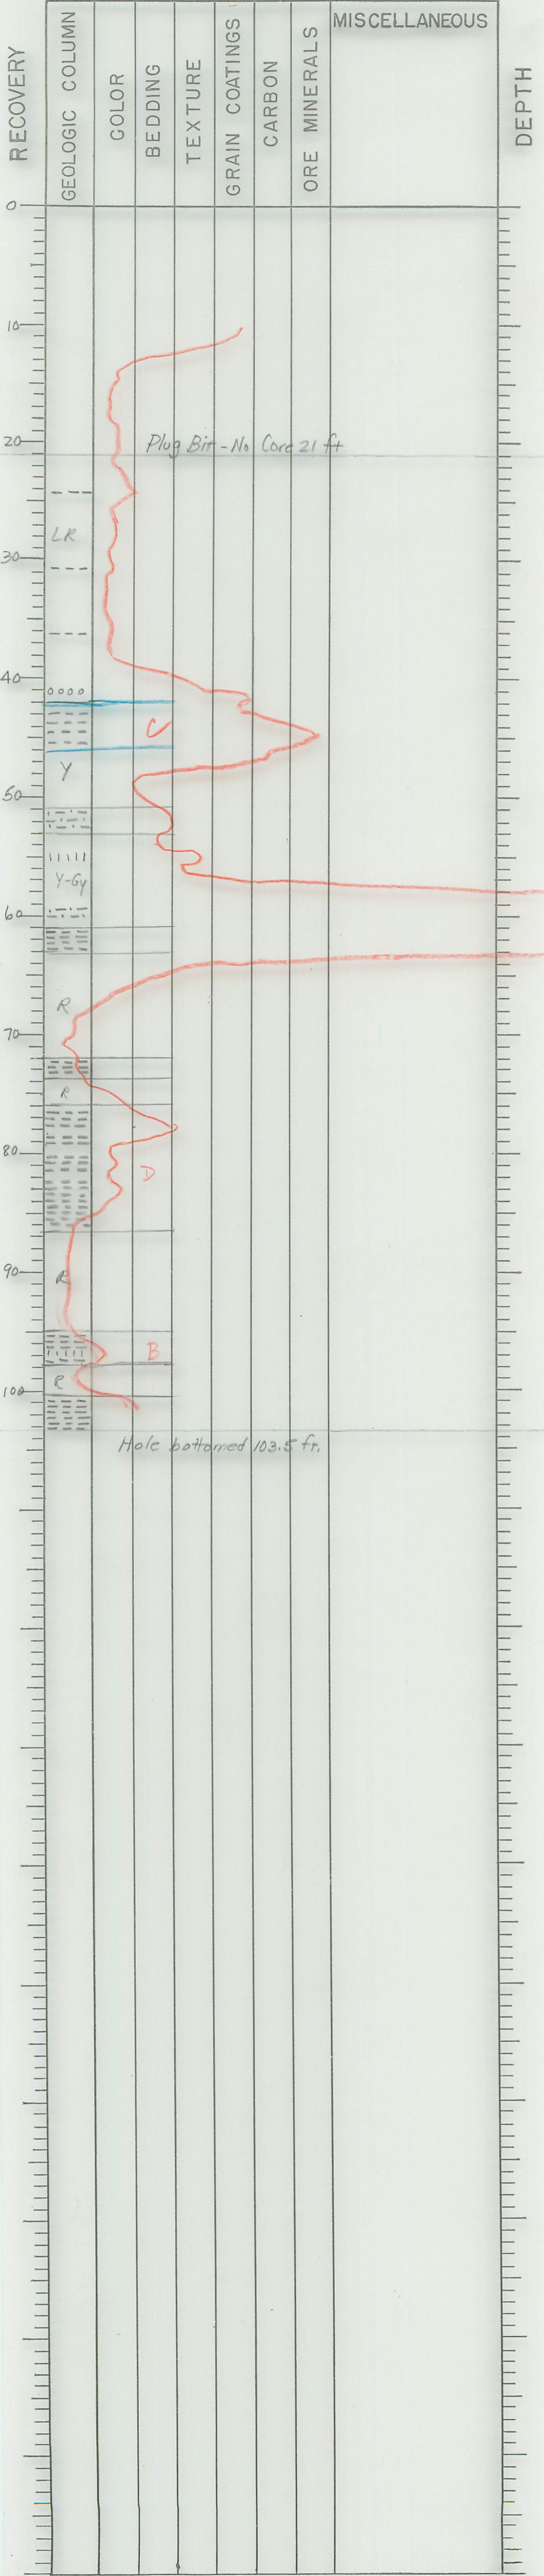 RECOVERY
GEOLOGIC COLUMN
COLOR
BEDDING
TEXTURE
GRAIN COATINGS
CARBON
ORE MINERALS
MISCELLANEOUS
DEPTH
0
10
20
Plug Bit - No Core 21 ft
LR
30
40
C
Y
50
Y-Gy
60
R
70
R
80
D
90
R
B
R
100
Hole bottomed 103.5 ft.